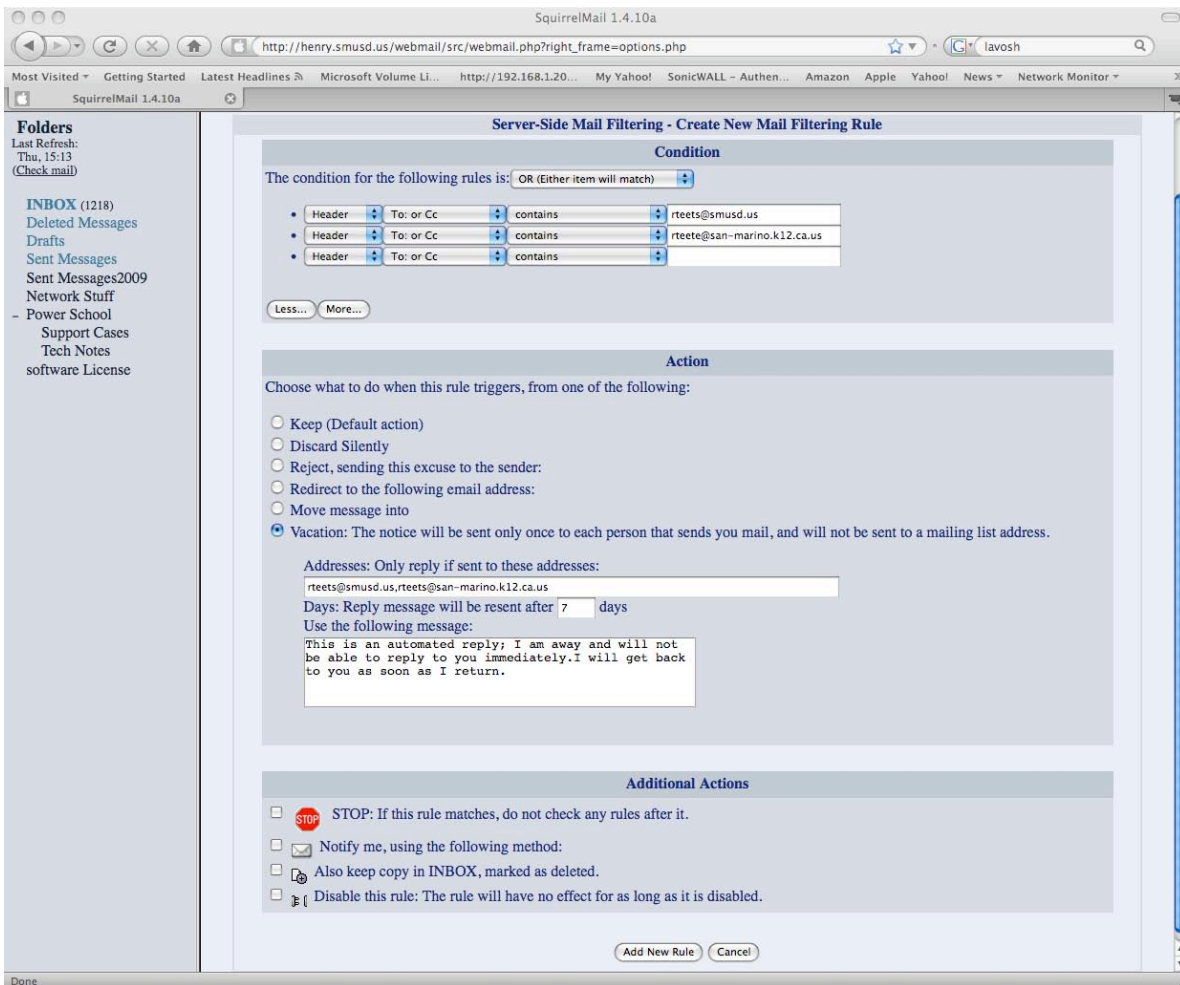 SquirrelMail 1.4.10a
http://henry.smusd.us/webmail/src/webmail.php?right_frame=options.php
lavosh
Most Visited Getting Started Latest Headlines Microsoft Volume Li... http://192.168.1.20... My Yahoo! SonicWALL – Authen... Amazon Apple Yahoo! News Network Monitor
SquirrelMail 1.4.10a
Folders
Last Refresh:
Thu, 15:13
(Check mail)
INBOX (1218)
Deleted Messages
Drafts
Sent Messages
Sent Messages2009
Network Stuff
– Power School
Support Cases
Tech Notes
software License
Server-Side Mail Filtering - Create New Mail Filtering Rule
Condition
The condition for the following rules is: OR (Either item will match)
• Header To: or Cc contains rteets@smusd.us
• Header To: or Cc contains rteete@san-marino.k12.ca.us
• Header To: or Cc contains
Less... More...
Action
Choose what to do when this rule triggers, from one of the following:
Keep (Default action)
Discard Silently
Reject, sending this excuse to the sender:
Redirect to the following email address:
Move message into
Vacation: The notice will be sent only once to each person that sends you mail, and will not be sent to a mailing list address.
Addresses: Only reply if sent to these addresses:
rteets@smusd.us,rteets@san-marino.k12.ca.us
Days: Reply message will be resent after 7 days
Use the following message:
This is an automated reply; I am away and will not
be able to reply to you immediately.I will get back
to you as soon as I return.
Additional Actions
STOP STOP: If this rule matches, do not check any rules after it.
Notify me, using the following method:
Also keep copy in INBOX, marked as deleted.
Disable this rule: The rule will have no effect for as long as it is disabled.
Add New Rule Cancel
Done